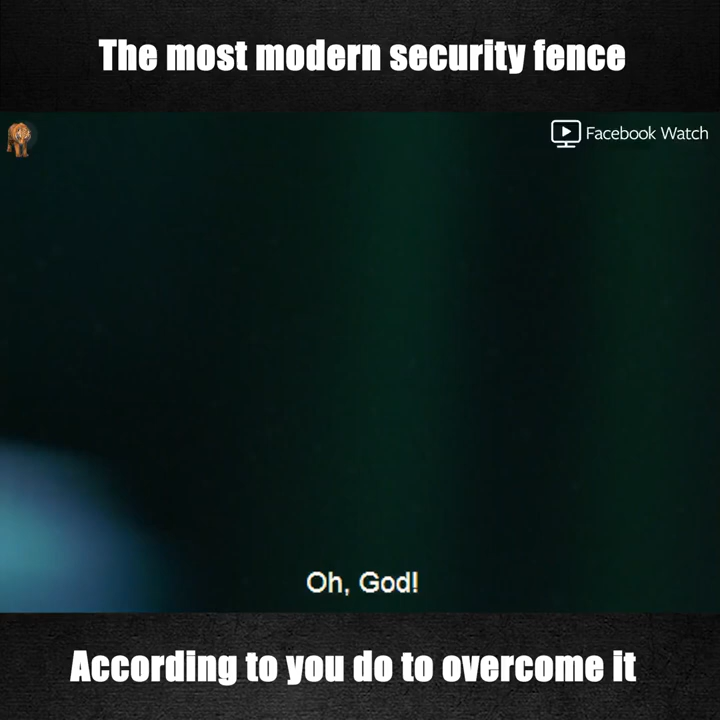 The most modern security fence
Facebook Watch
Oh, God!
According to you do to overcome it